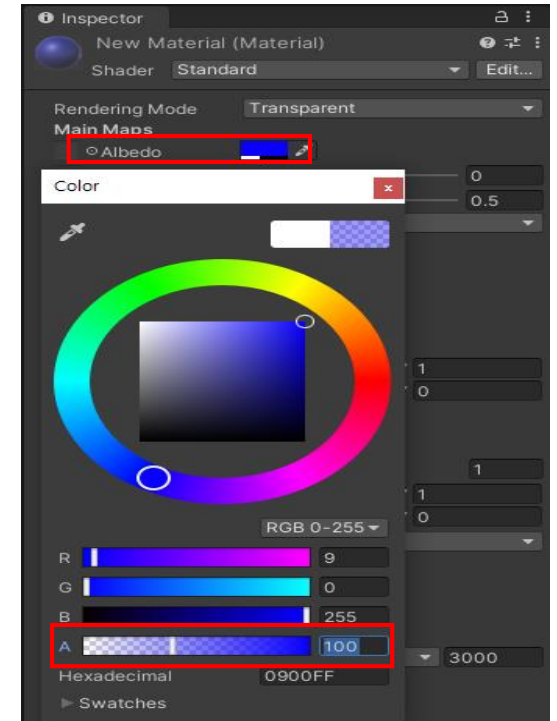 Inspector
New Material (Material)
Shader Standard Edit...
Rendering Mode Transparent
Main Maps
Albedo
Color
0
0.5
1
0
1
1
0
RGB 0-255
R 9
G 0
B 255
A 100
3000
Hexadecimal 0900FF
Swatches